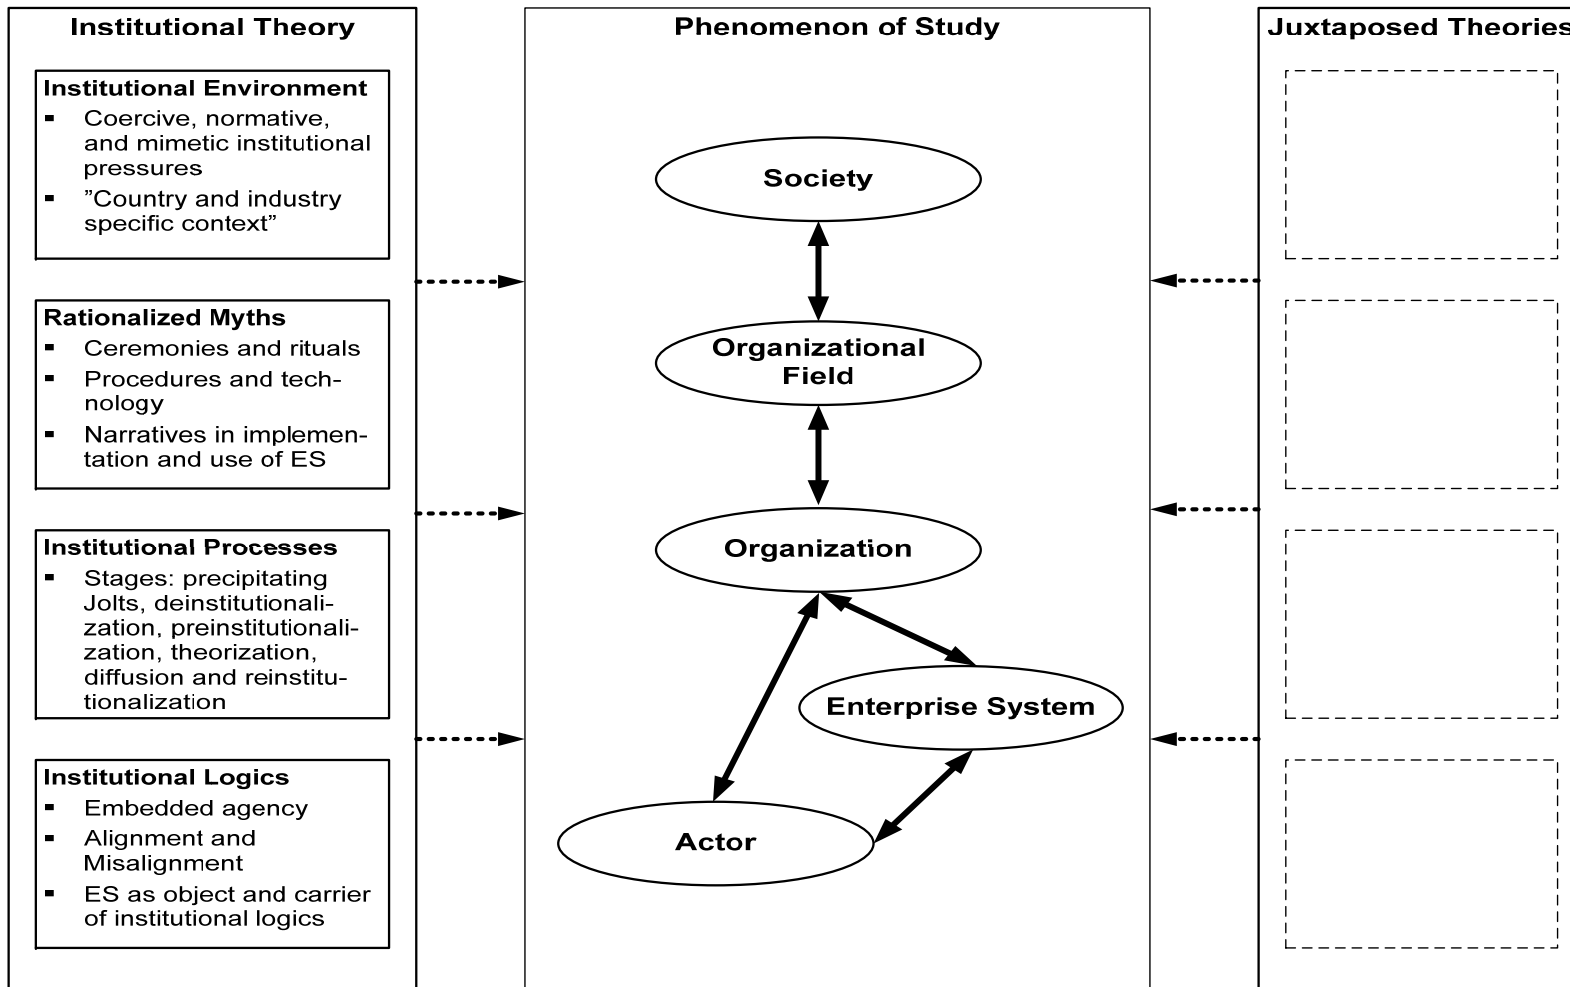 Institutional Theory
Institutional Environment
▪ Coercive, normative,
and mimetic institutional
pressures
▪ ”Country and industry
specific context”
Rationalized Myths
▪ Ceremonies and rituals
▪ Procedures and tech-
nology
▪ Narratives in implemen-
tation and use of ES
Institutional Processes
▪ Stages: precipitating
Jolts, deinstitutionali-
zation, preinstitutionali-
zation, theorization,
diffusion and reinstitu-
tionalization
Institutional Logics
▪ Embedded agency
▪ Alignment and
Misalignment
▪ ES as object and carrier
of institutional logics
Phenomenon of Study
Society
Organizational
Field
Organization
Enterprise System
Actor
Juxtaposed Theories